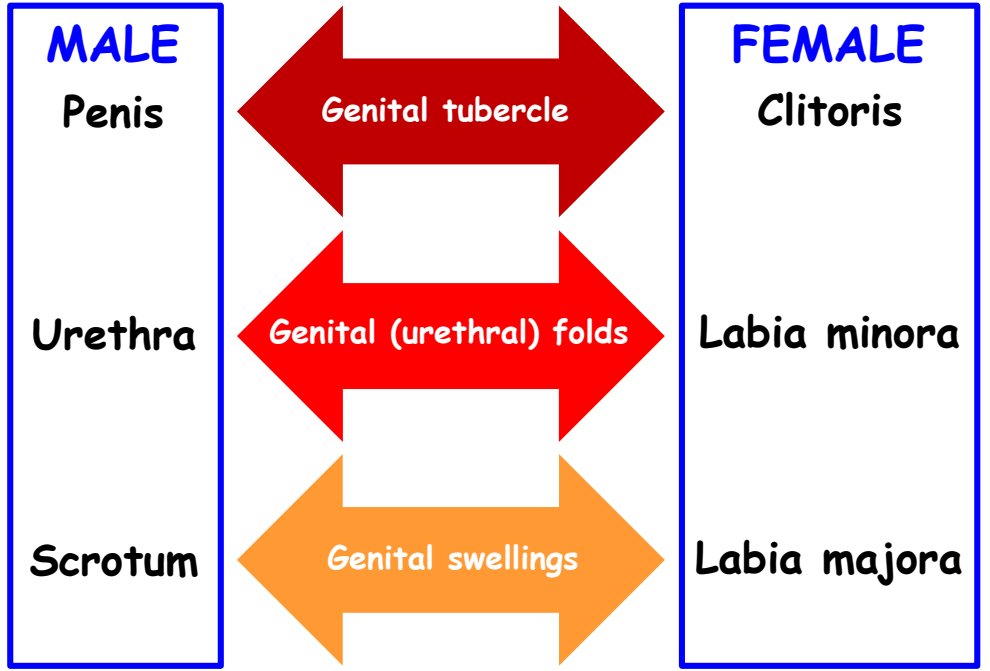 MALE
FEMALE
Penis
Genital tubercle
Clitoris
Urethra
Genital (urethral) folds
Labia minora
Scrotum
Genital swellings
Labia majora